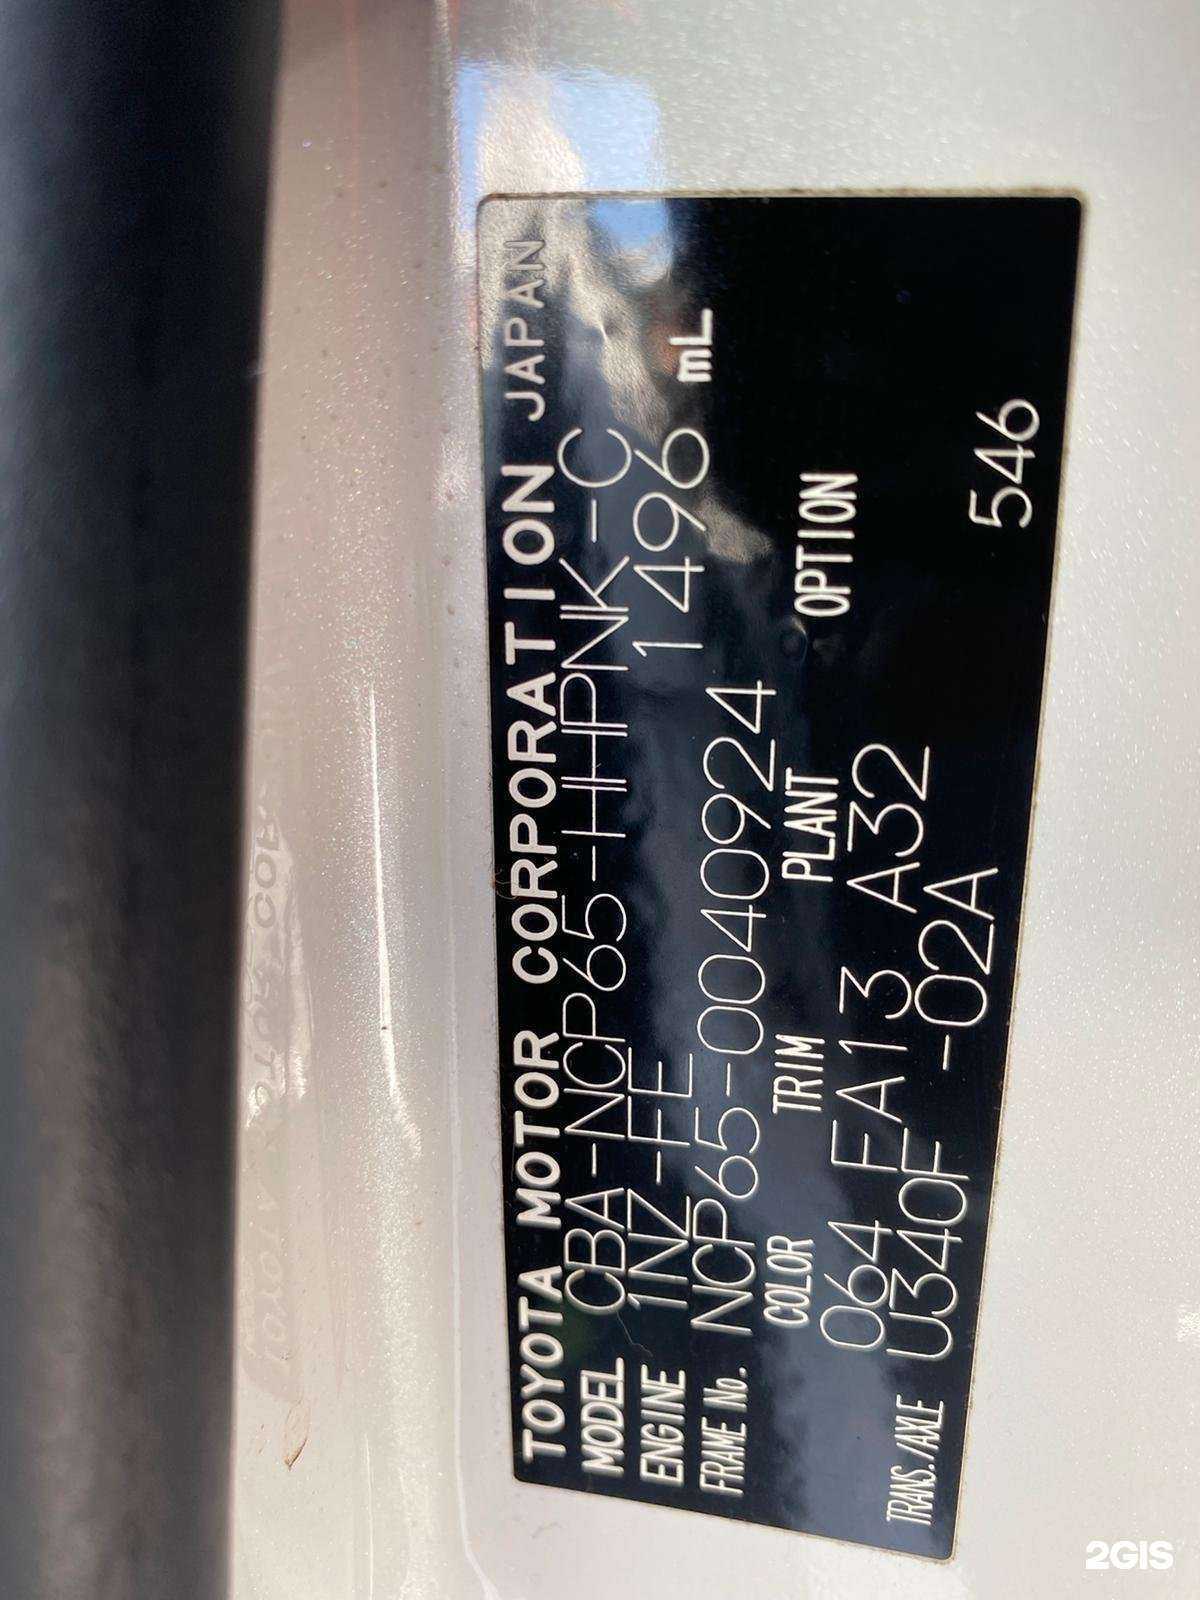 TOYOTA MOTOR CORPORATION JAPAN
MODEL CBA-NCP65-HHPNK-C
ENGINE 1NZ-FE 1496 mL
FRAME No. NCP65-0040924
COLOR TRIM PLANT OPTION
064 FA13 A32
TRANS./AXLE U340F -02A 546
2GIS